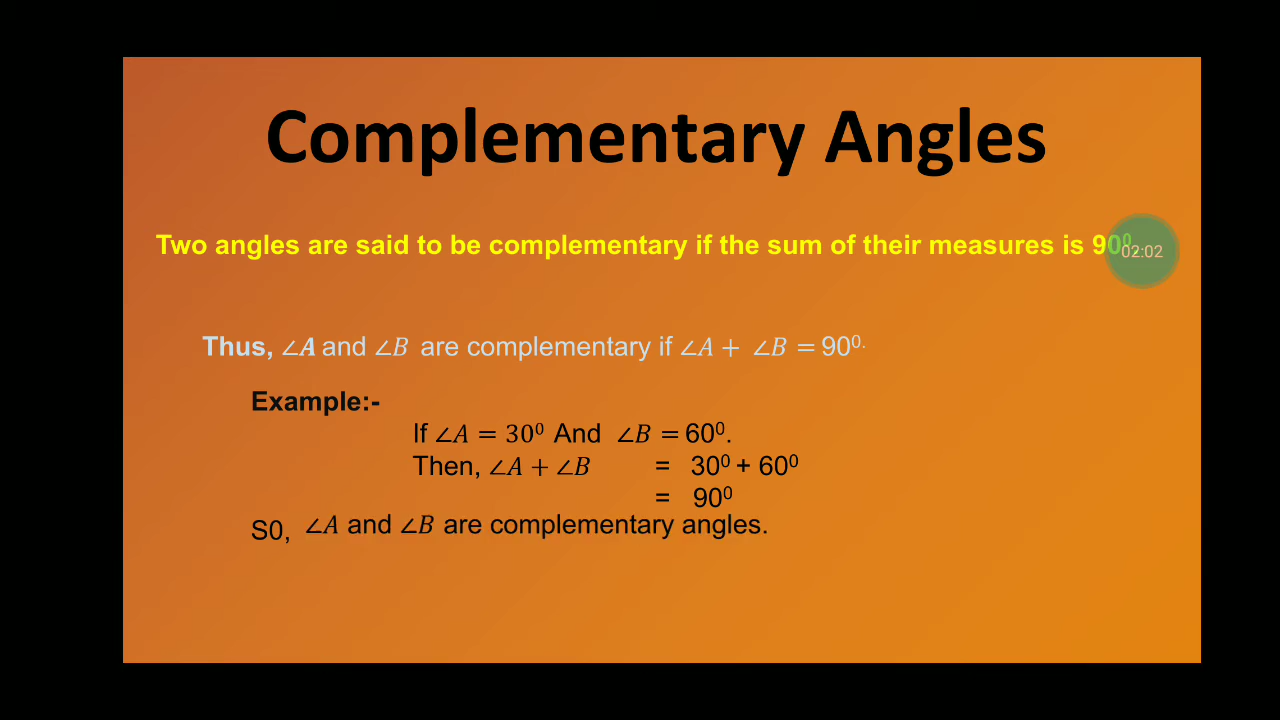 Complementary Angles
Two angles are said to be complementary if the sum of their measures is 90⁰.
02:02
Thus, ∠A and ∠B are complementary if ∠A + ∠B = 90⁰.
Example:-
If ∠A = 30⁰ And ∠B = 60⁰.
Then, ∠A + ∠B = 30⁰ + 60⁰
= 90⁰
S0, ∠A and ∠B are complementary angles.